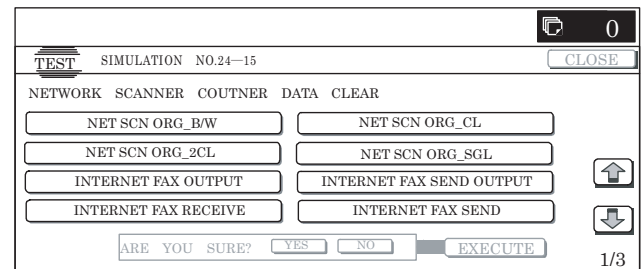 0
TEST SIMULATION NO.24—15 CLOSE
NETWORK SCANNER COUTNER DATA CLEAR
NET SCN ORG_B/W NET SCN ORG_CL
NET SCN ORG_2CL NET SCN ORG_SGL
INTERNET FAX OUTPUT INTERNET FAX SEND OUTPUT
INTERNET FAX RECEIVE INTERNET FAX SEND
ARE YOU SURE? YES NO EXECUTE
1/3